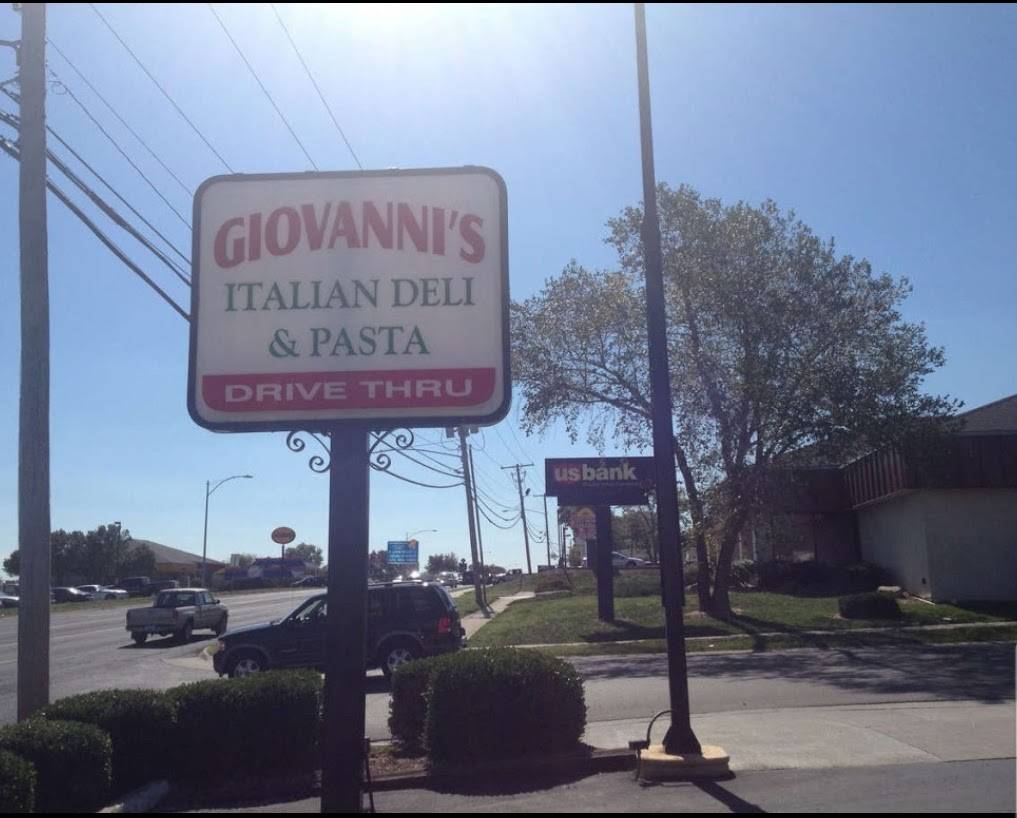 GIOVANNI'S
ITALIAN DELI
& PASTA
DRIVE THRU
usbank